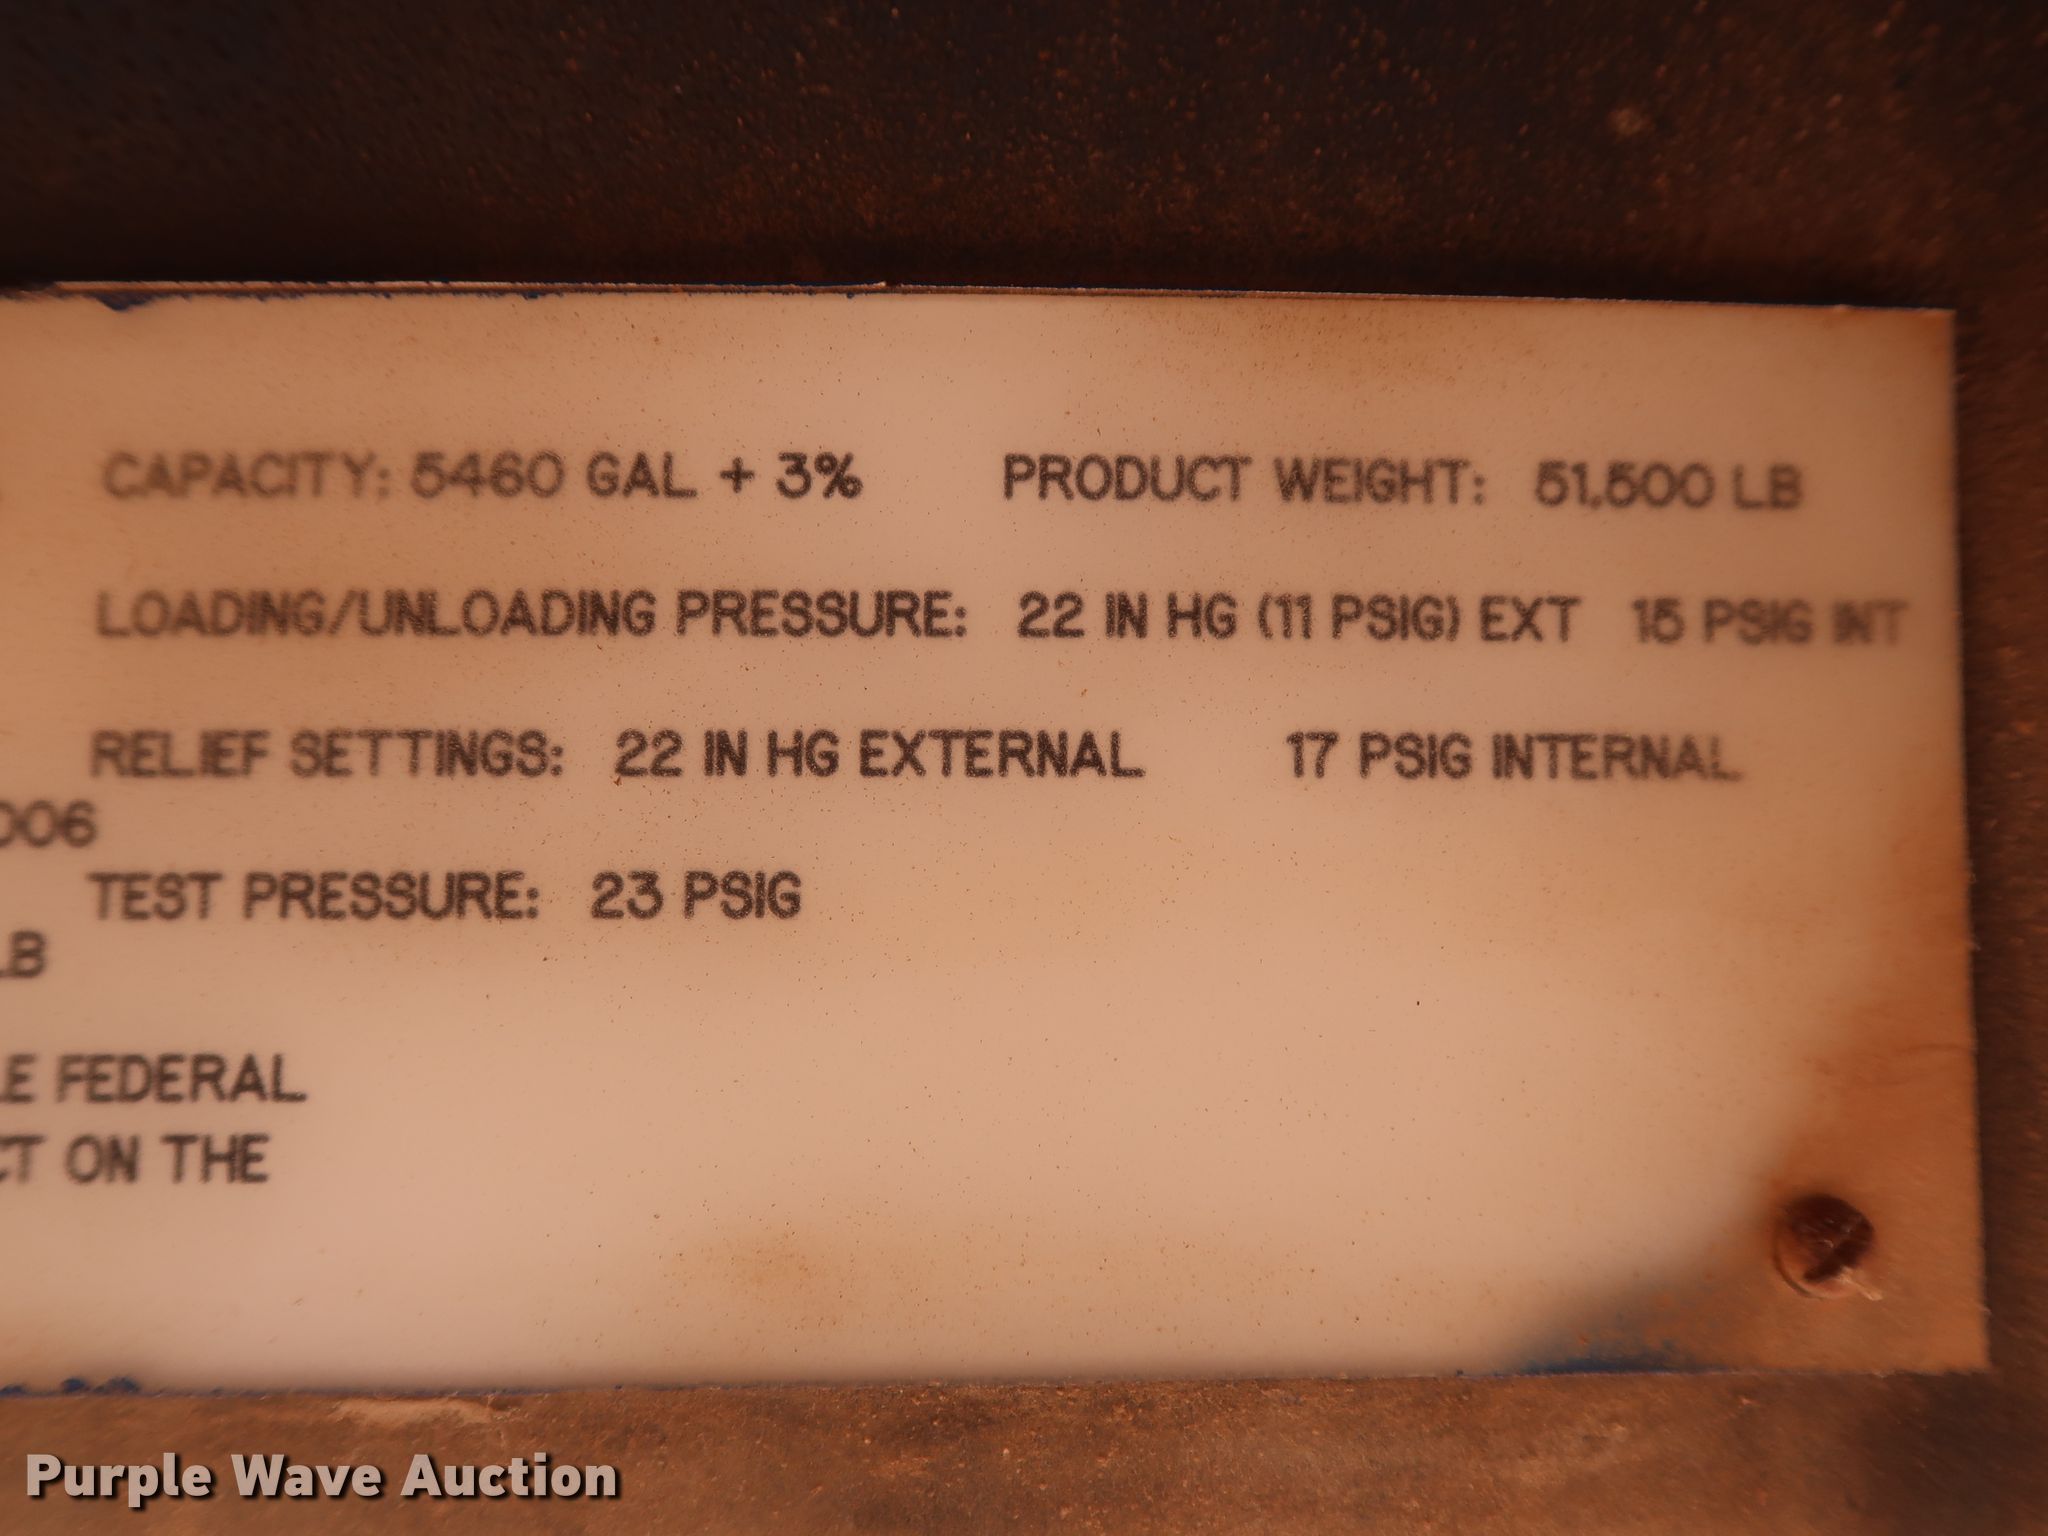 CAPACITY: 5460 GAL + 3% PRODUCT WEIGHT: 51,500 LB
LOADING/UNLOADING PRESSURE: 22 IN HG (11 PSIG) EXT 15 PSIG INT
RELIEF SETTINGS: 22 IN HG EXTERNAL 17 PSIG INTERNAL
006
TEST PRESSURE: 23 PSIG
LB
LE FEDERAL
CT ON THE
Purple Wave Auction